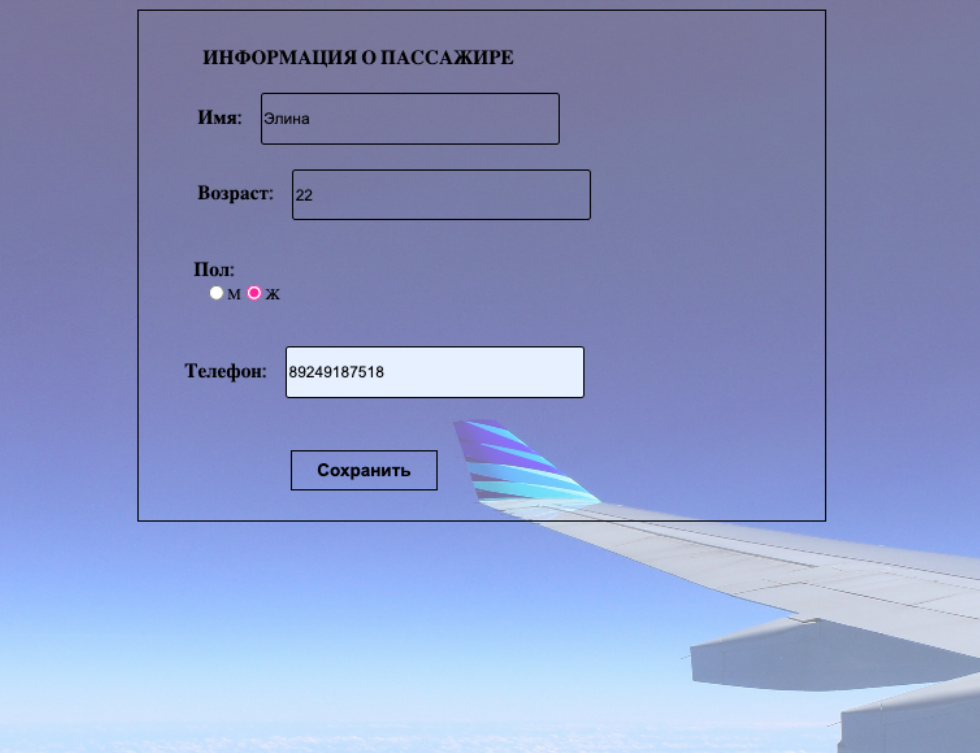 ИНФОРМАЦИЯ О ПАССАЖИРЕ
Имя: Элина
Возраст: 22
Пол:
М Ж
Телефон: 89249187518
Сохранить